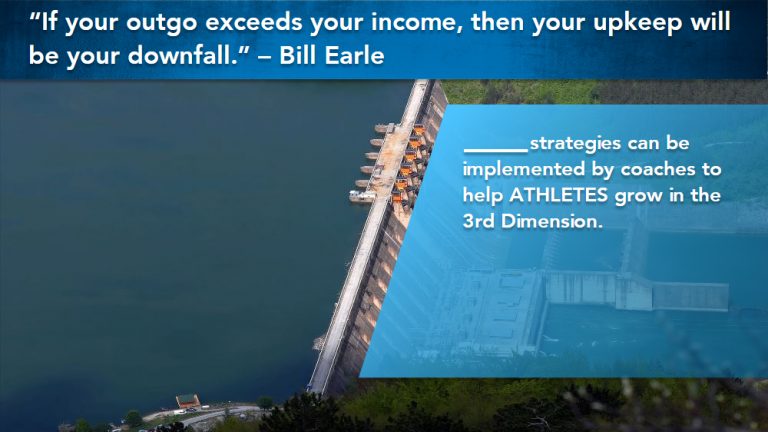 “If your outgo exceeds your income, then your upkeep will
be your downfall.” – Bill Earle
______strategies can be
implemented by coaches to
help ATHLETES grow in the
3rd Dimension.